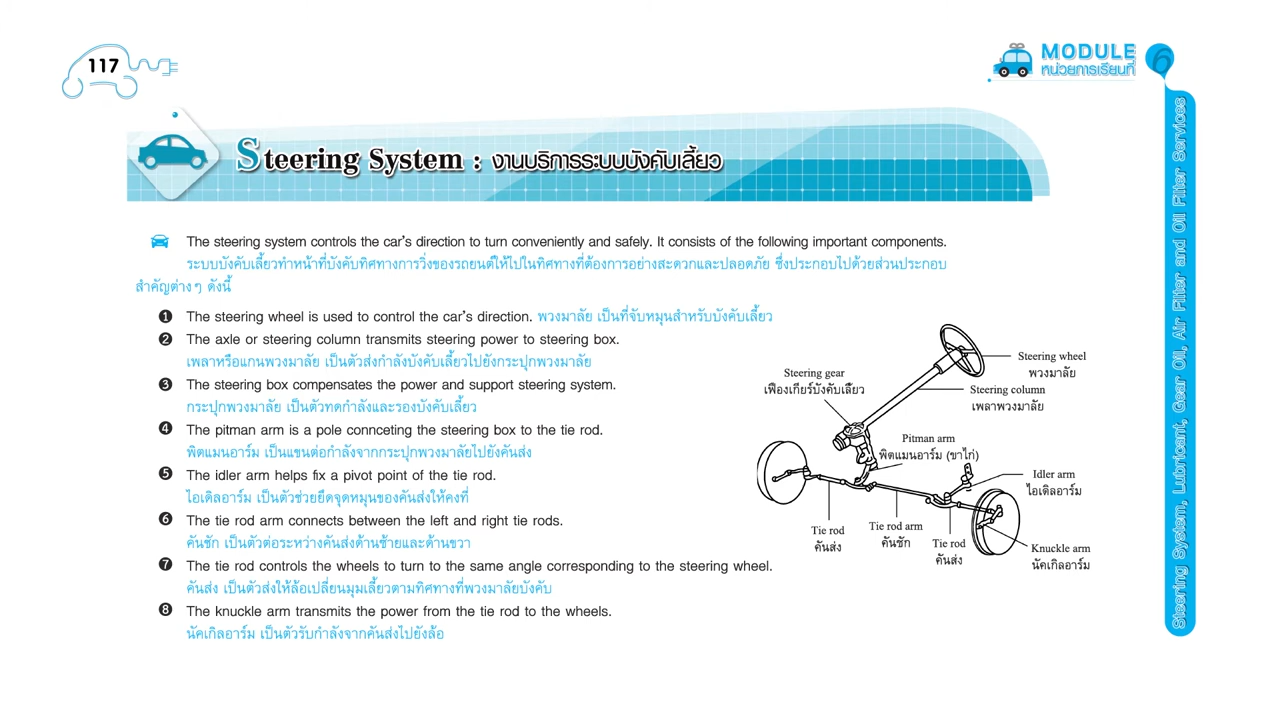 117
MODULE
หน่วยการเรียนที่
6
Steering System : งานบริการระบบบังคับเลี้ยว
The steering system controls the car's direction to turn conveniently and safely. It consists of the following important components.
ระบบบังคับเลี้ยวทำหน้าที่บังคับทิศทางการวิ่งของรถยนต์ให้ไปในทิศทางที่ต้องการอย่างสะดวกและปลอดภัย ซึ่งประกอบไปด้วยส่วนประกอบ
สำคัญต่างๆ ดังนี้
❶ The steering wheel is used to control the car's direction. พวงมาลัย เป็นที่จับหมุนสำหรับบังคับเลี้ยว
❷ The axle or steering column transmits steering power to steering box.
เพลาหรือแกนพวงมาลัย เป็นตัวส่งกำลังบังคับเลี้ยวไปยังกระปุกพวงมาลัย
❸ The steering box compensates the power and support steering system.
กระปุกพวงมาลัย เป็นตัวทดกำลังและรองบังคับเลี้ยว
❹ The pitman arm is a pole connceting the steering box to the tie rod.
พิตแมนอาร์ม เป็นแขนต่อกำลังจากกระปุกพวงมาลัยไปยังคันส่ง
❺ The idler arm helps fix a pivot point of the tie rod.
ไอเดิลอาร์ม เป็นตัวช่วยยึดจุดหมุนของคันส่งให้คงที่
❻ The tie rod arm connects between the left and right tie rods.
คันชัก เป็นตัวต่อระหว่างคันส่งด้านซ้ายและด้านขวา
❼ The tie rod controls the wheels to turn to the same angle corresponding to the steering wheel.
คันส่ง เป็นตัวส่งให้ล้อเปลี่ยนมุมเลี้ยวตามทิศทางที่พวงมาลัยบังคับ
❽ The knuckle arm transmits the power from the tie rod to the wheels.
นัคเกิลอาร์ม เป็นตัวรับกำลังจากคันส่งไปยังล้อ
Steering wheel
พวงมาลัย
Steering gear
เฟืองเกียร์บังคับเลี้ยว
Steering column
เพลาพวงมาลัย
Pitman arm
พิตแมนอาร์ม (ขาไก่)
Idler arm
ไอเดิลอาร์ม
Tie rod
คันส่ง
Tie rod arm
คันชัก
Tie rod
คันส่ง
Knuckle arm
นัคเกิลอาร์ม
Steering System, Lubricant, Gear Oil, Air Filter and Oil Filter Services